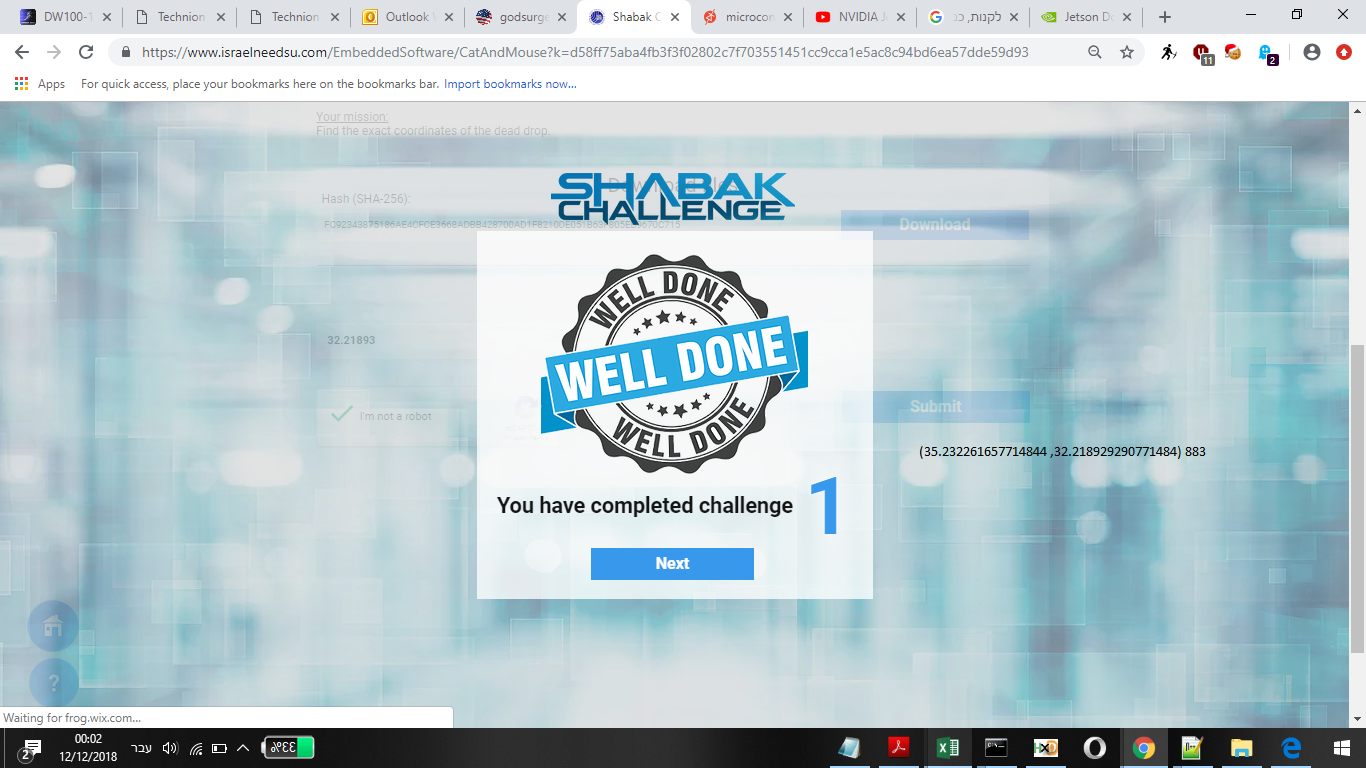 DW100-1
Technion
Technion
Outlook
godsurge
Shabak C
microcon
NVIDIA J
לקנות, כנ
Jetson D
https://www.israelneedsu.com/EmbeddedSoftware/CatAndMouse?k=d58ff75aba4fb3f3f02802c7f703551451cc9cca1e5ac8c94bd6ea57dde59d93
11
2
Apps
For quick access, place your bookmarks here on the bookmarks bar. Import bookmarks now...
Your mission:
Find the exact coordinates of the dead drop.
SHABAK
CHALLENGE
Hash (SHA-256):
Download
WELL DONE
WELL DONE
WELL DONE
32.21893
I'm not a robot
Submit
(35.232261657714844 ,32.218929290771484) 883
You have completed challenge 1
Next
?
Waiting for frog.wix.com...
2
00:02
12/12/2018
עבר
33%